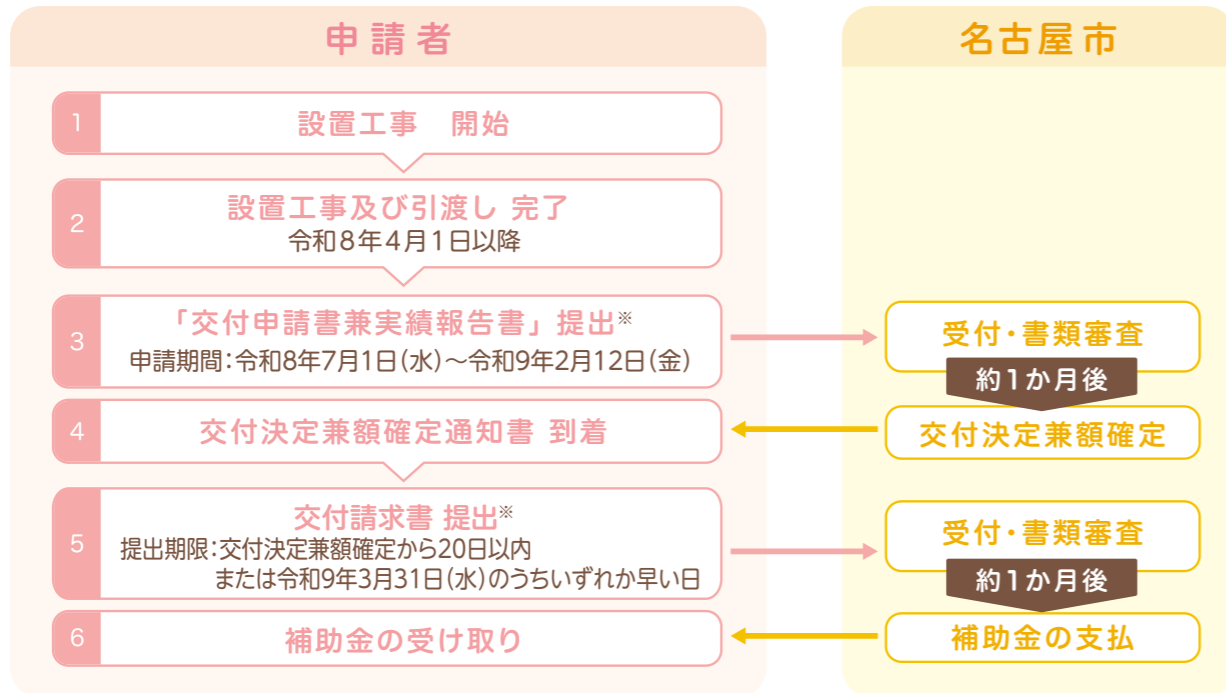 申請者
名古屋市
1
設置工事　開始
2
設置工事及び引渡し 完了
令和8年4月1日以降
3
「交付申請書兼実績報告書」提出※
申請期間：令和8年7月1日(水)～令和9年2月12日(金)
受付・書類審査
約1か月後
4
交付決定兼額確定通知書 到着
交付決定兼額確定
5
交付請求書 提出※
提出期限：交付決定兼額確定から20日以内
または令和9年3月31日(水)のうちいずれか早い日
受付・書類審査
約1か月後
6
補助金の受け取り
補助金の支払